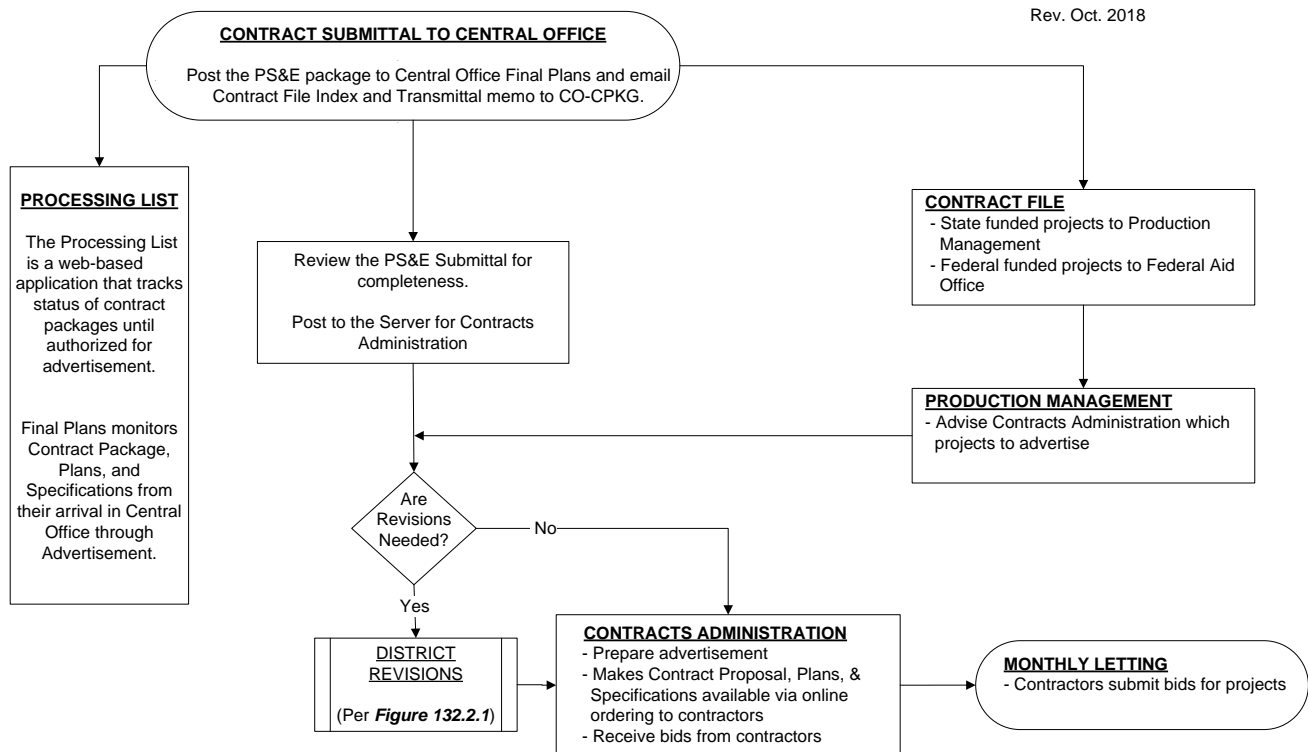 Rev. Oct. 2018
CONTRACT SUBMITTAL TO CENTRAL OFFICE
Post the PS&E package to Central Office Final Plans and email
Contract File Index and Transmittal memo to CO-CPKG.
PROCESSING LIST
The Processing List
is a web-based
application that tracks
status of contract
packages until
authorized for
advertisement.
Final Plans monitors
Contract Package,
Plans, and
Specifications from
their arrival in Central
Office through
Advertisement.
Review the PS&E Submittal for
completeness.
Post to the Server for Contracts
Administration
CONTRACT FILE
- State funded projects to Production
Management
- Federal funded projects to Federal Aid
Office
PRODUCTION MANAGEMENT
- Advise Contracts Administration which
projects to advertise
Are
Revisions
Needed?
No
Yes
DISTRICT
REVISIONS
(Per Figure 132.2.1)
CONTRACTS ADMINISTRATION
- Prepare advertisement
- Makes Contract Proposal, Plans, &
Specifications available via online
ordering to contractors
- Receive bids from contractors
MONTHLY LETTING
- Contractors submit bids for projects